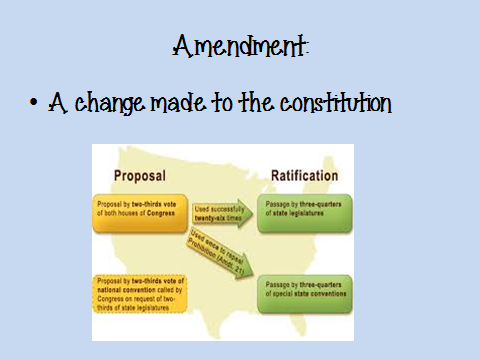 Amendment:
• A change made to the constitution
Proposal
Ratification
Proposal by two-thirds vote
of both houses of Congress
Used successfully
twenty-six times
Passage by three-quarters
of state legislatures
Used once to repeal
Prohibition (Amdt. 21)
Proposal by two-thirds vote of
national convention called by
Congress on request of two-
thirds of state legislatures
Passage by three-quarters
of special state conventions